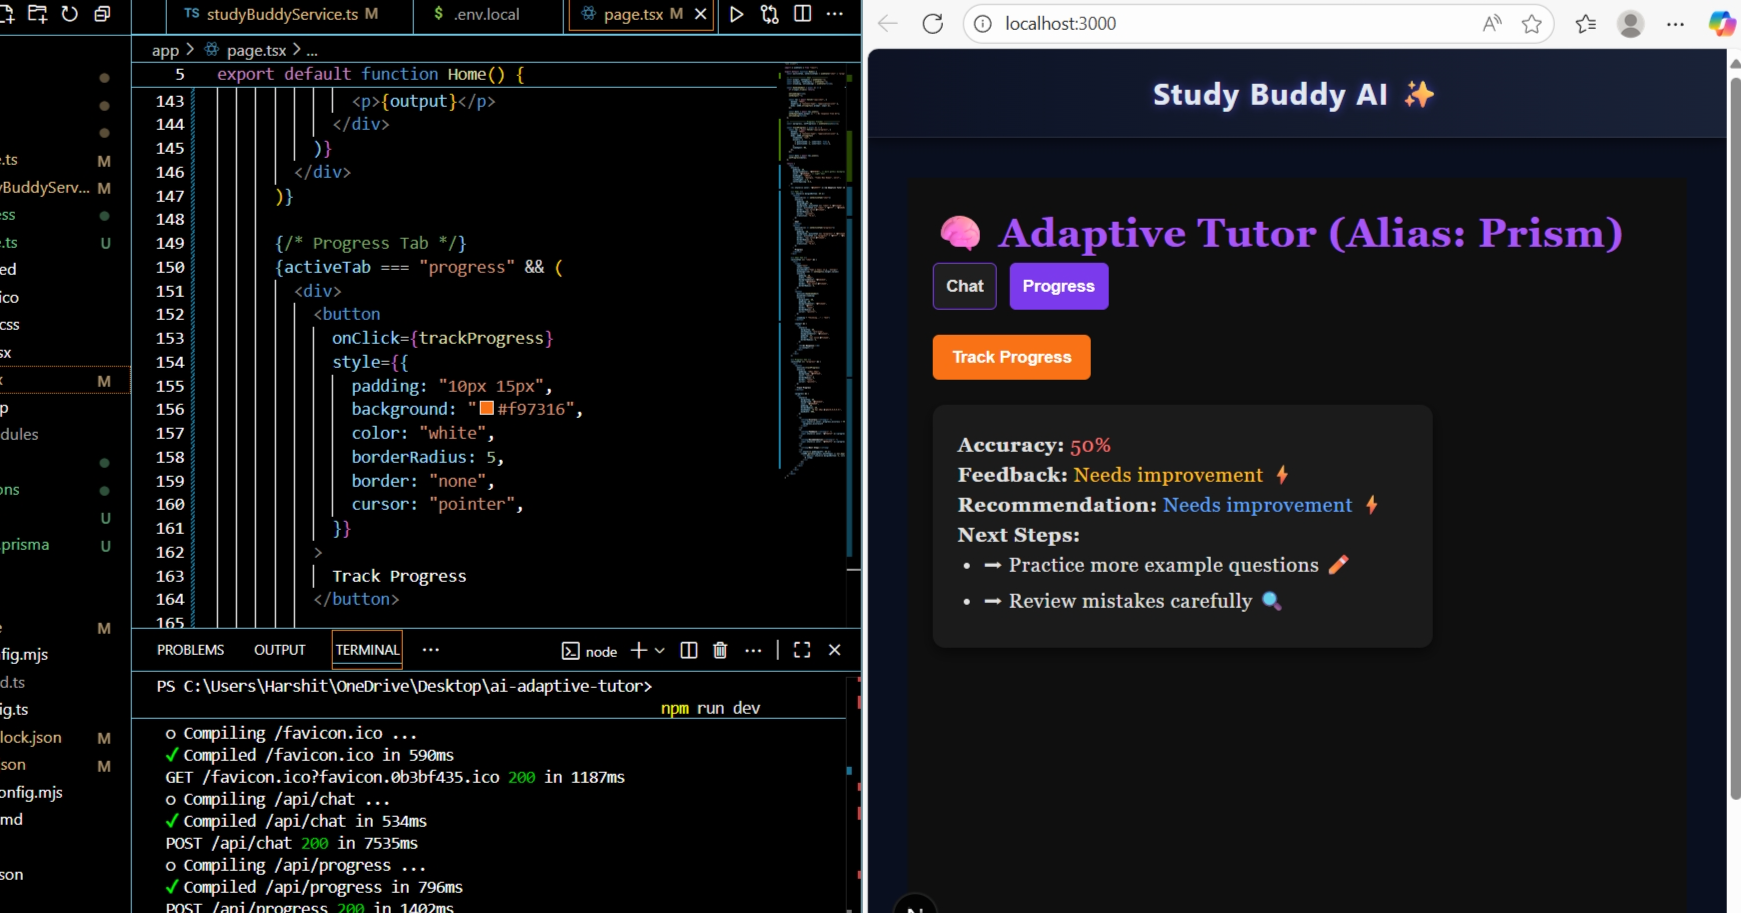 TS studyBuddyService.ts M
$ .env.local
page.tsx M
app > page.tsx > ...
5 export default function Home() {
143 <p>{output}</p>
144 </div>
145 )}
146 </div>
147 )}
148
149 {/* Progress Tab */}
150 {activeTab === "progress" && (
151 <div>
152 <button
153 onClick={trackProgress}
154 style={{
155 padding: "10px 15px",
156 background: "#f97316",
157 color: "white",
158 borderRadius: 5,
159 border: "none",
160 cursor: "pointer",
161 }}
162 >
163 Track Progress
164 </button>
165
.ts M
yBuddyServ... M
ess
.ts U
ed
ico
css
sx
M
p
dules
ons
U
.prisma U
M
fig.mjs
d.ts
ig.ts
lock.json M
son M
onfig.mjs
md
son
PROBLEMS OUTPUT TERMINAL ...
node
PS C:\Users\Harshit\OneDrive\Desktop\ai-adaptive-tutor>
npm run dev
o Compiling /favicon.ico ...
✓ Compiled /favicon.ico in 590ms
GET /favicon.ico?favicon.0b3bf435.ico 200 in 1187ms
o Compiling /api/chat ...
✓ Compiled /api/chat in 534ms
POST /api/chat 200 in 7535ms
o Compiling /api/progress ...
✓ Compiled /api/progress in 796ms
POST /api/progress 200 in 1402ms
localhost:3000
Study Buddy AI ✨
🧠 Adaptive Tutor (Alias: Prism)
Chat Progress
Track Progress
Accuracy: 50%
Feedback: Needs improvement ⚡
Recommendation: Needs improvement ⚡
Next Steps:
• ➡ Practice more example questions ✏️
• ➡ Review mistakes carefully 🔍